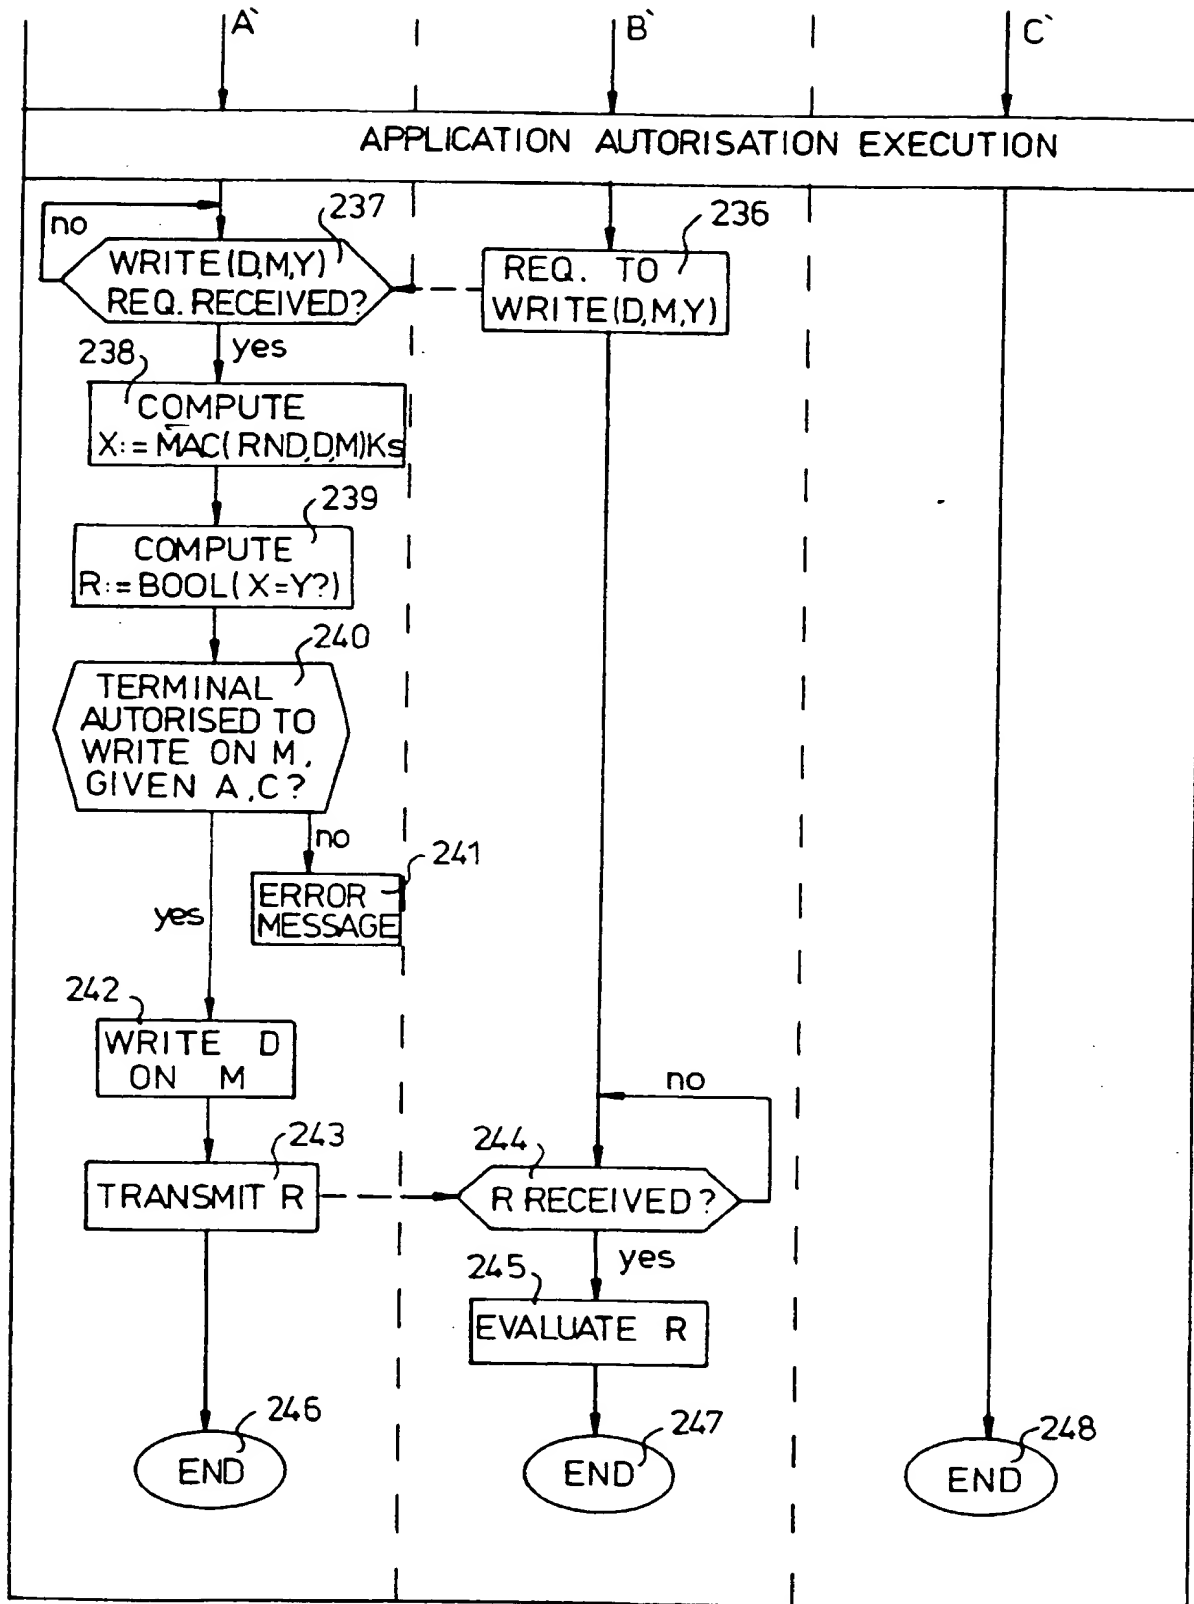 A`
B`
C`
APPLICATION AUTORISATION EXECUTION
no
237
WRITE(D,M,Y)
REQ. RECEIVED?
236
REQ. TO
WRITE(D,M,Y)
yes
238
COMPUTE
X:= MAC(RND,D,M)Ks
239
COMPUTE
R:= BOOL(X=Y?)
240
TERMINAL
AUTORISED TO
WRITE ON M,
GIVEN A,C?
no
241
ERROR
MESSAGE
yes
242
WRITE D
ON M
no
243
TRANSMIT R
244
R RECEIVED?
yes
245
EVALUATE R
246
END
247
END
248
END